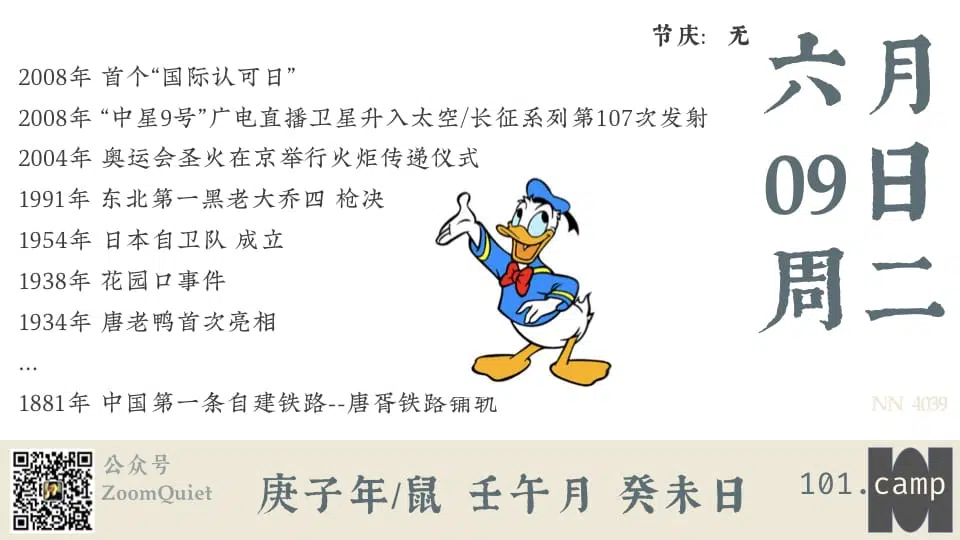 节庆: 无
2008年 首个“国际认可日”
2008年 “中星9号”广电直播卫星升入太空/长征系列第107次发射
2004年 奥运会圣火在京举行火炬传递仪式
1991年 东北第一黑老大乔四 枪决
1954年 日本自卫队 成立
1938年 花园口事件
1934年 唐老鸭首次亮相
...
1881年 中国第一条自建铁路--唐胥铁路铺轨
六月
09日
周二
NN 4039
公众号
ZoomQuiet
庚子年/鼠 壬午月 癸未日
101.camp